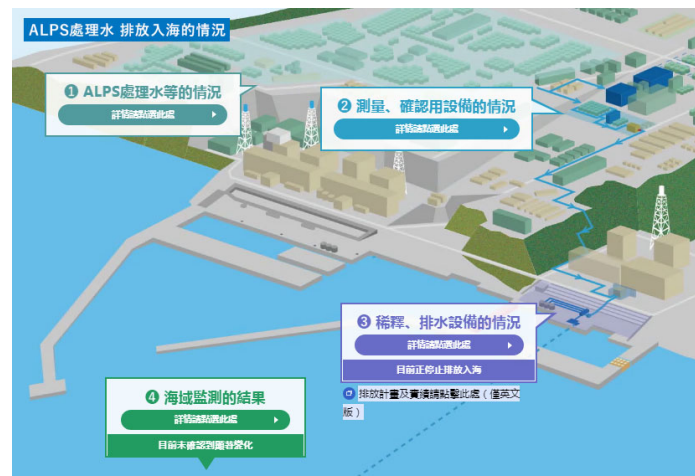 ALPS處理水 排放入海的情況
❶ ALPS處理水等的情況
詳情請點選此處
❷ 測量、確認用設備的情況
詳情請點選此處
❸ 稀釋、排水設備的情況
詳情請點選此處
目前正停止排放入海
排放計畫及實績請點擊此處(僅英文
版)
❹ 海域監測的結果
詳情請點選此處
目前未確認到顯著變化